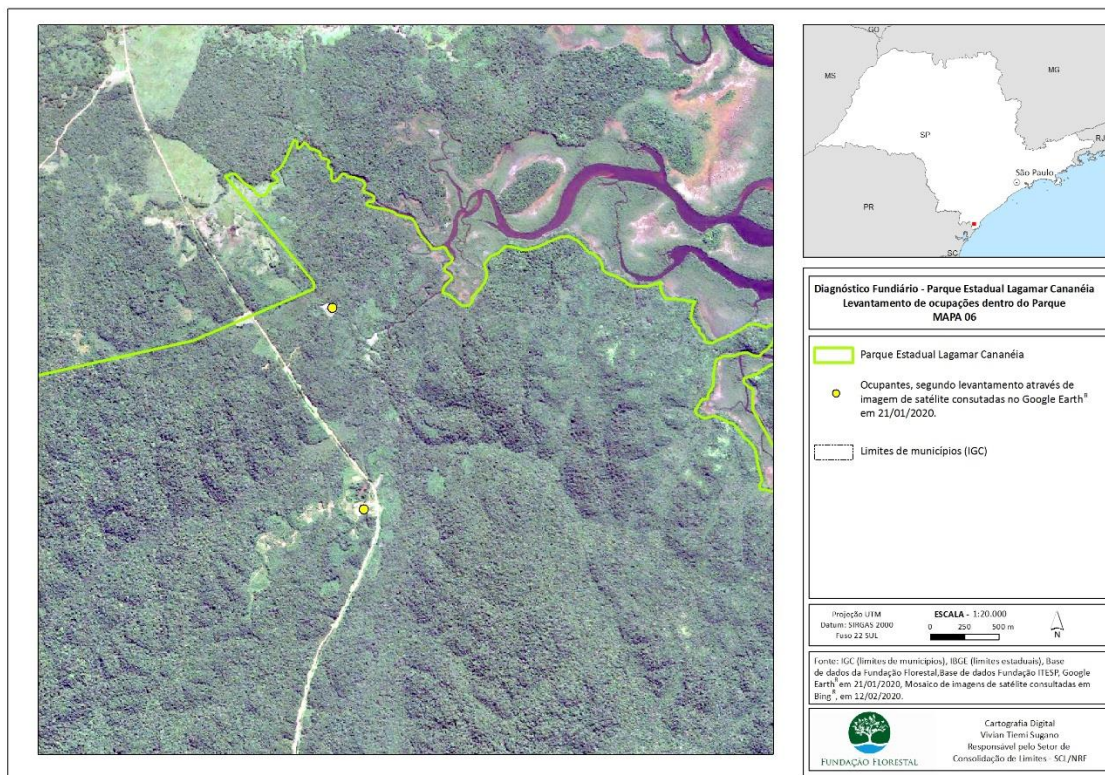 GO
MS
MG
SP
RJ
São Paulo
PR
SC
Diagnóstico Fundiário - Parque Estadual Lagamar Cananéia
Levantamento de ocupações dentro do Parque
MAPA 06
Parque Estadual Lagamar Cananéia
Ocupantes, segundo levantamento através de
imagem de satélite consutadas no Google Earth R
em 21/01/2020.
Limites de municípios (IGC)
Projeção UTM
Datum: SIRGAS 2000
Fuso 22 SUL
ESCALA - 1:20.000
0 250 500 m
N
Fonte: IGC (limites de municípios), IBGE (limites estaduais), Base
de dados da Fundação Florestal,Base de dados Fundação ITESP, Google
Earth R em 21/01/2020, Mosaico de imagens de satélite consultadas em
Bing R, em 12/02/2020.
FUNDAÇÃO FLORESTAL
Cartografia Digital
Vivian Tiemi Sugano
Responsável pelo Setor de
Consolidação de Limites - SCL/NRF